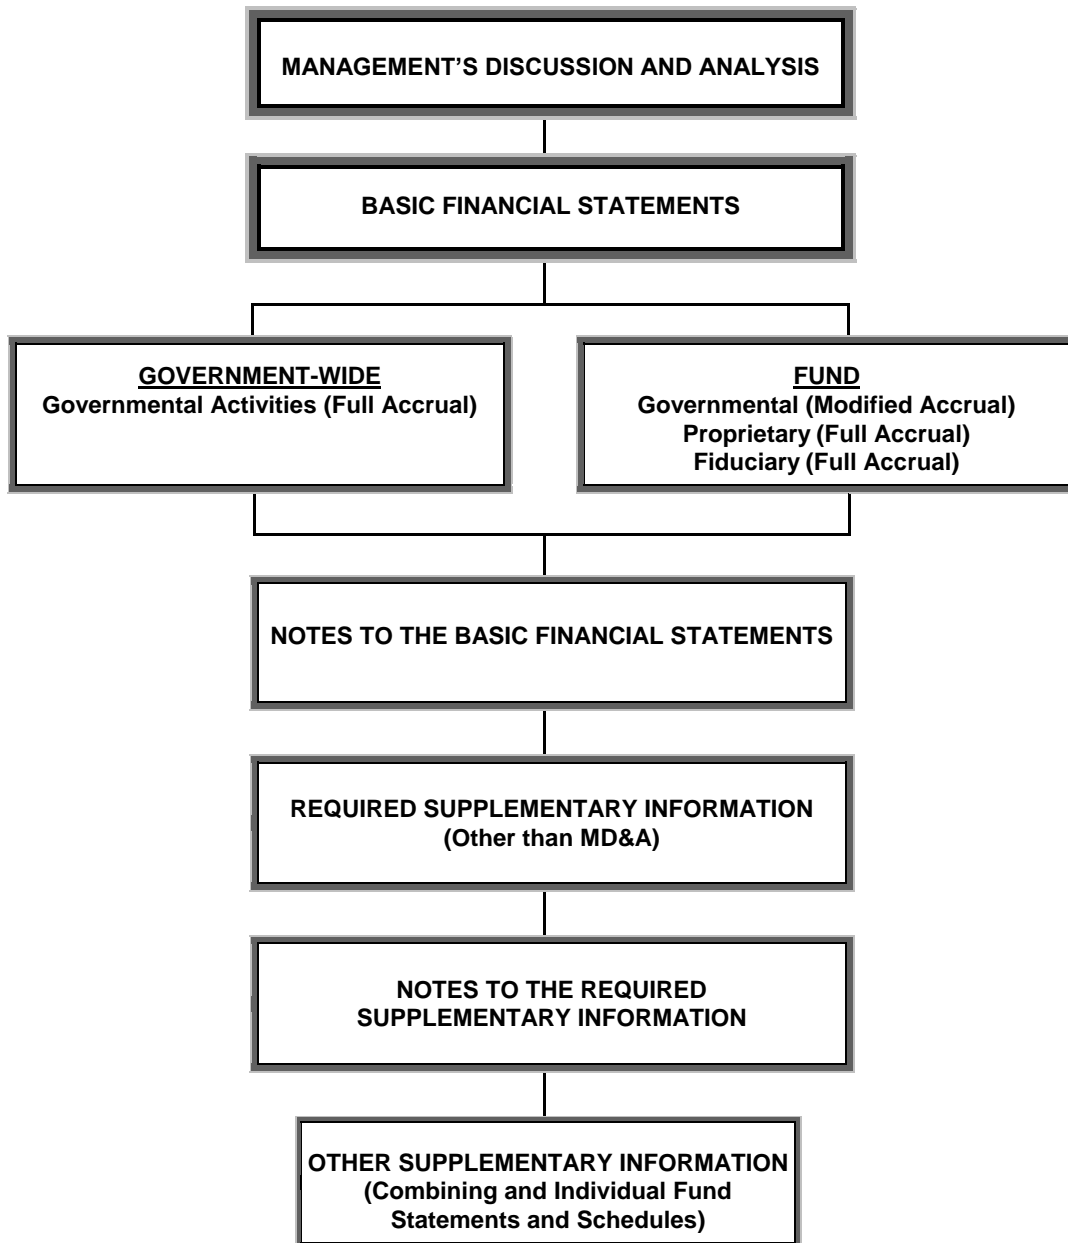 MANAGEMENT’S DISCUSSION AND ANALYSIS
BASIC FINANCIAL STATEMENTS
GOVERNMENT-WIDE
Governmental Activities (Full Accrual)
FUND
Governmental (Modified Accrual)
Proprietary (Full Accrual)
Fiduciary (Full Accrual)
NOTES TO THE BASIC FINANCIAL STATEMENTS
REQUIRED SUPPLEMENTARY INFORMATION
(Other than MD&A)
NOTES TO THE REQUIRED
SUPPLEMENTARY INFORMATION
OTHER SUPPLEMENTARY INFORMATION
(Combining and Individual Fund
Statements and Schedules)